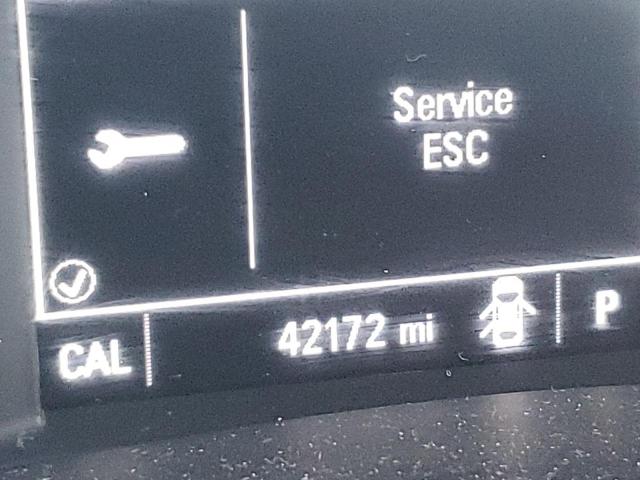 Service
ESC
CAL
42172 mi
P